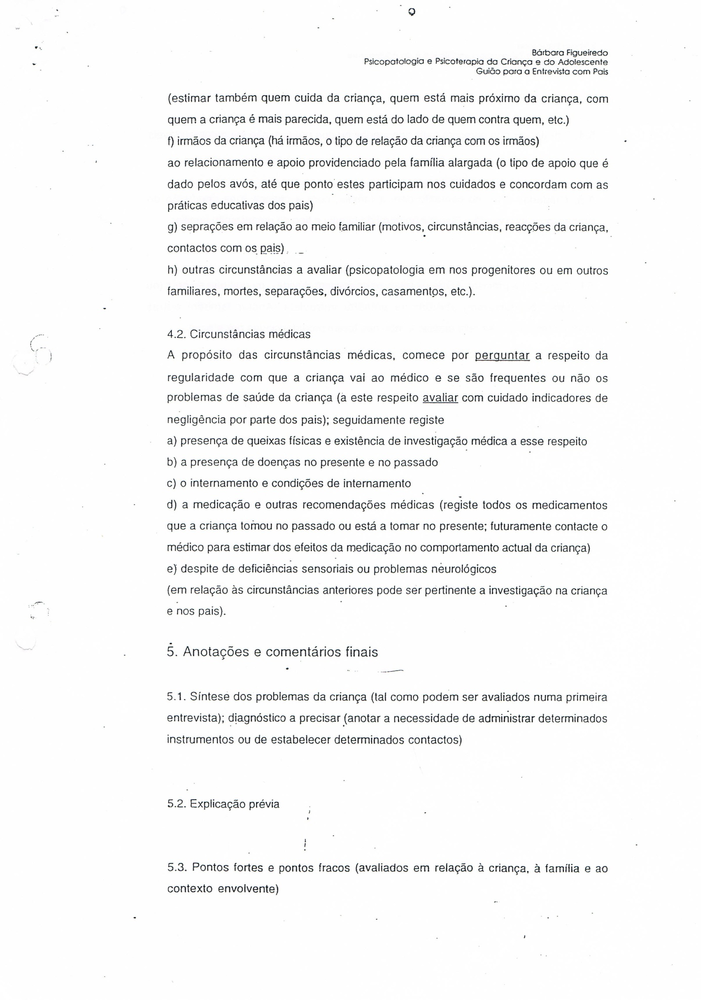 Bárbara Figueiredo
Psicopatologia e Psicoterapia da Criança e do Adolescente
Guião para a Entrevista com Pais
(estimar também quem cuida da criança, quem está mais próximo da criança, com
quem a criança é mais parecida, quem está do lado de quem contra quem, etc.)
f) irmãos da criança (há irmãos, o tipo de relação da criança com os irmãos)
ao relacionamento e apoio providenciado pela família alargada (o tipo de apoio que é
dado pelos avós, até que ponto estes participam nos cuidados e concordam com as
práticas educativas dos pais)
g) seprações em relação ao meio familiar (motivos, circunstâncias, reacções da criança,
contactos com os pais)
h) outras circunstâncias a avaliar (psicopatologia em nos progenitores ou em outros
familiares, mortes, separações, divórcios, casamentos, etc.).
4.2. Circunstâncias médicas
A propósito das circunstâncias médicas, comece por perguntar a respeito da
regularidade com que a criança vai ao médico e se são frequentes ou não os
problemas de saúde da criança (a este respeito avaliar com cuidado indicadores de
negligência por parte dos pais); seguidamente registe
a) presença de queixas físicas e existência de investigação médica a esse respeito
b) a presença de doenças no presente e no passado
c) o internamento e condições de internamento
d) a medicação e outras recomendações médicas (registe todos os medicamentos
que a criança tomou no passado ou está a tomar no presente; futuramente contacte o
médico para estimar dos efeitos da medicação no comportamento actual da criança)
e) despite de deficiências sensoriais ou problemas neurológicos
(em relação às circunstâncias anteriores pode ser pertinente a investigação na criança
e nos pais).
5. Anotações e comentários finais
5.1. Síntese dos problemas da criança (tal como podem ser avaliados numa primeira
entrevista); diagnóstico a precisar (anotar a necessidade de administrar determinados
instrumentos ou de estabelecer determinados contactos)
5.2. Explicação prévia
5.3. Pontos fortes e pontos fracos (avaliados em relação à criança, à família e ao
contexto envolvente)